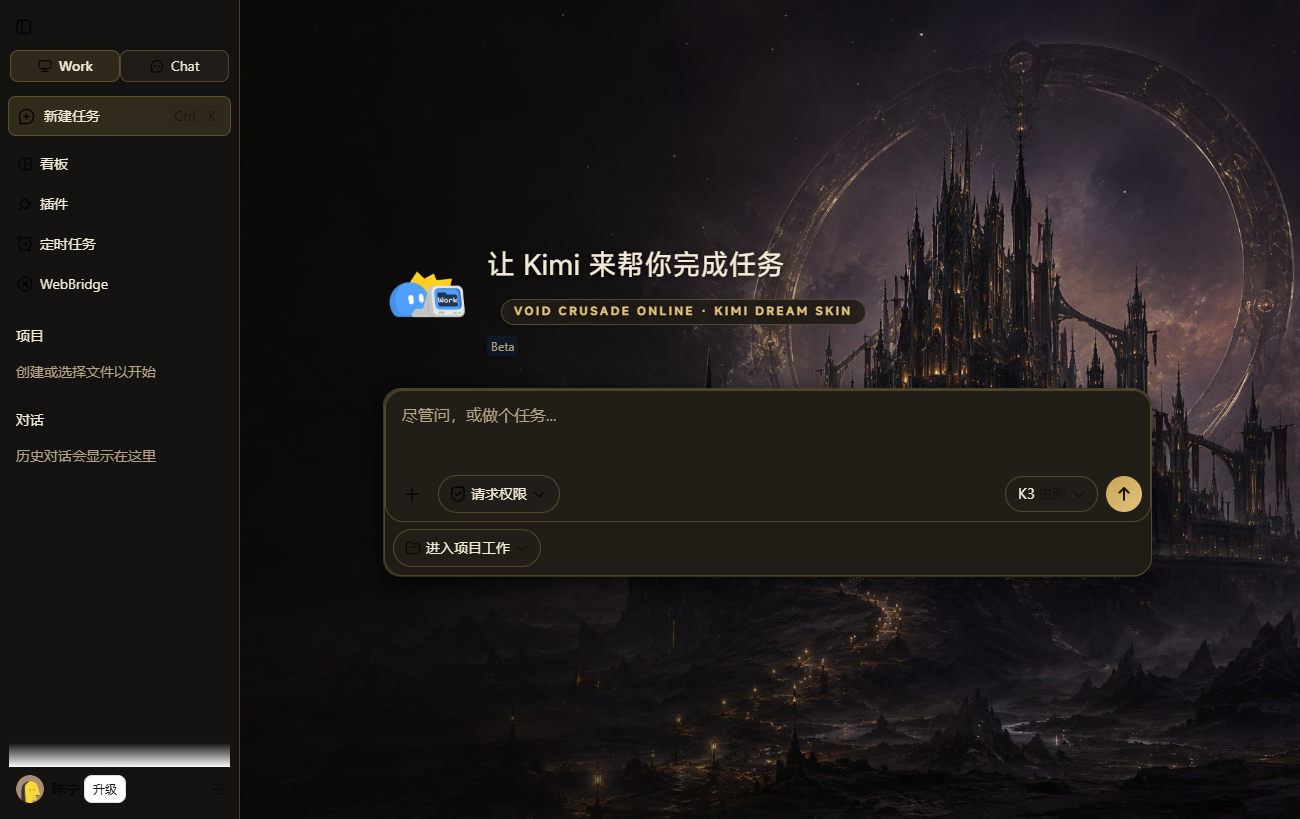 Work
Chat
新建任务 Ctrl K
看板
插件
定时任务
WebBridge
项目
创建或选择文件以开始
对话
历史对话会显示在这里
陈宁
升级
让 Kimi 来帮你完成任务
Work
VOID CRUSADE ONLINE · KIMI DREAM SKIN
Beta
尽管问，或做个任务...
请求权限
K3 进阶
进入项目工作